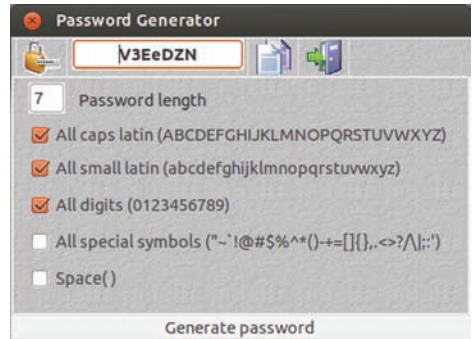 Password Generator
V3EeDZN
7 Password length
All caps latin (ABCDEFGHIJKLMNOPQRSTUVWXYZ)
All small latin (abcdefghijklmnopqrstuvwxyz)
All digits (0123456789)
All special symbols ("~`!@#$%^*()-+=[]{},.<>?/\|;:')
Space( )
Generate password